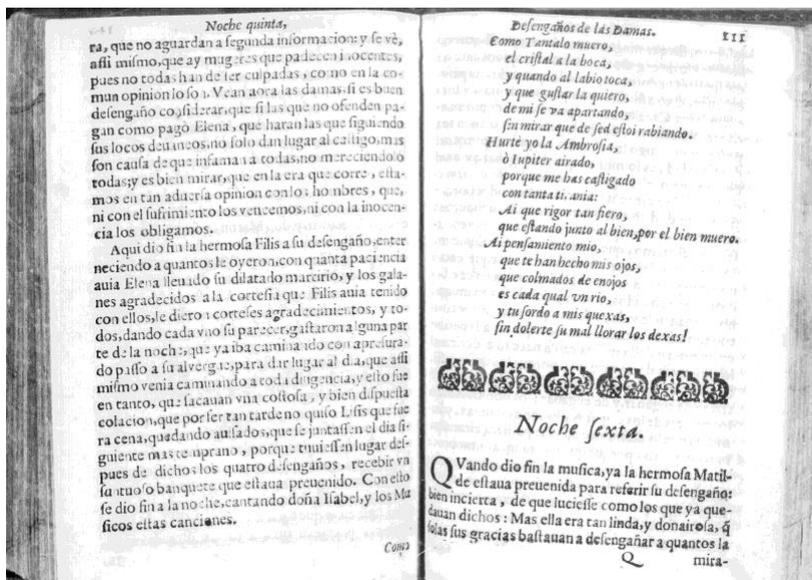 Noche quinta,
ra, que no aguardan a segunda informacion: y se vè,
assi mismo, que ay mugeres que padecen inocentes,
pues no todas han de ser culpadas, como en la co-
mun opinion lo son. Vean aora las damas, si es buen
desengaño considerar, que si las que no ofenden pa-
gan como pagò Elena, que haran las que siguiendo
sus locos deuaneos, no solo dan lugar al castigo, mas
son causa de que infaman a todas, no mereciendolo
todas; y es bien mirar, que en la era que corre, esta-
mos en tan aduersa opinion con los hombres, que,
ni con el sufrimiento los vencemos, ni con la inocen-
cia los obligamos.
Aqui dio fin la hermosa Filis a su desengaño, enter
neciendo a quantos le oyeron, con quanta paciencia
auia Elena lleuado su dilatado martirio, y los gala-
nes agradecidos a la cortesia que Filis auia tenido
con ellos, le dieron corteses agradecimientos, y to-
dos, dando cada vno su parecer, gastaron alguna par
te de la noche, que ya iba caminando con apresura-
do passo a su alvergue, para dar lugar al dia, que assi
mismo venia caminando a toda diligencia, y esto fue
en tanto, que sacauan vna costosa, y bien dispuesta
colacion, que por ser tan tarde no quiso Lisis que fue
ra cena, quedando auisados, que se juntassen el dia si-
guiente mas temprano, porque tuuiessen lugar des-
pues de dichos los quatro desengaños, recibir vn
suntuoso banquete que estaua preuenido. Con esto
se dio fin a la noche, cantando doña Isabel, y los Mu
sicos estas canciones.
Como
Desengaños de las Damas. 111
Como Tantalo muero,
el cristal a la boca,
y quando al labio toca,
y que gustar la quiero,
de mi se va apartando,
sin mirar que de sed estoi rabiando.
Hurtè yo la Ambrosia,
ò Iupiter airado,
porque me has castigado
con tanta tirania:
Ai que rigor tan fiero,
que estando junto al bien, por el bien muero.
Ai pensamiento mio,
que te han hecho mis ojos,
que colmados de enojos
es cada qual vn rio,
y tu sordo a mis quexas,
sin dolerte su mal llorar los dexas!
Noche sexta.
QVando dio fin la musica, ya la hermosa Matil-
de estaua preuenida para referir su desengaño:
bien incierta, de que luciesse como los que ya que-
dauan dichos: Mas ella era tan linda, y donairosa, q̃
solas sus gracias bastauan a desengañar a quantos la
Q mira-